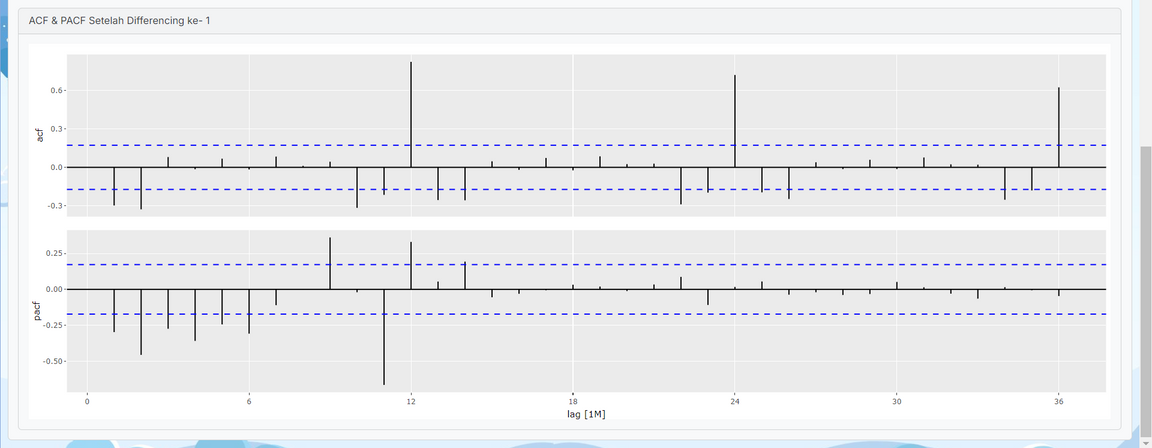 ACF & PACF Setelah Differencing ke- 1
acf
0.6
0.3
0.0
-0.3
pacf
0.25
0.00
-0.25
-0.50
0 6 12 18 24 30 36
lag [1M]